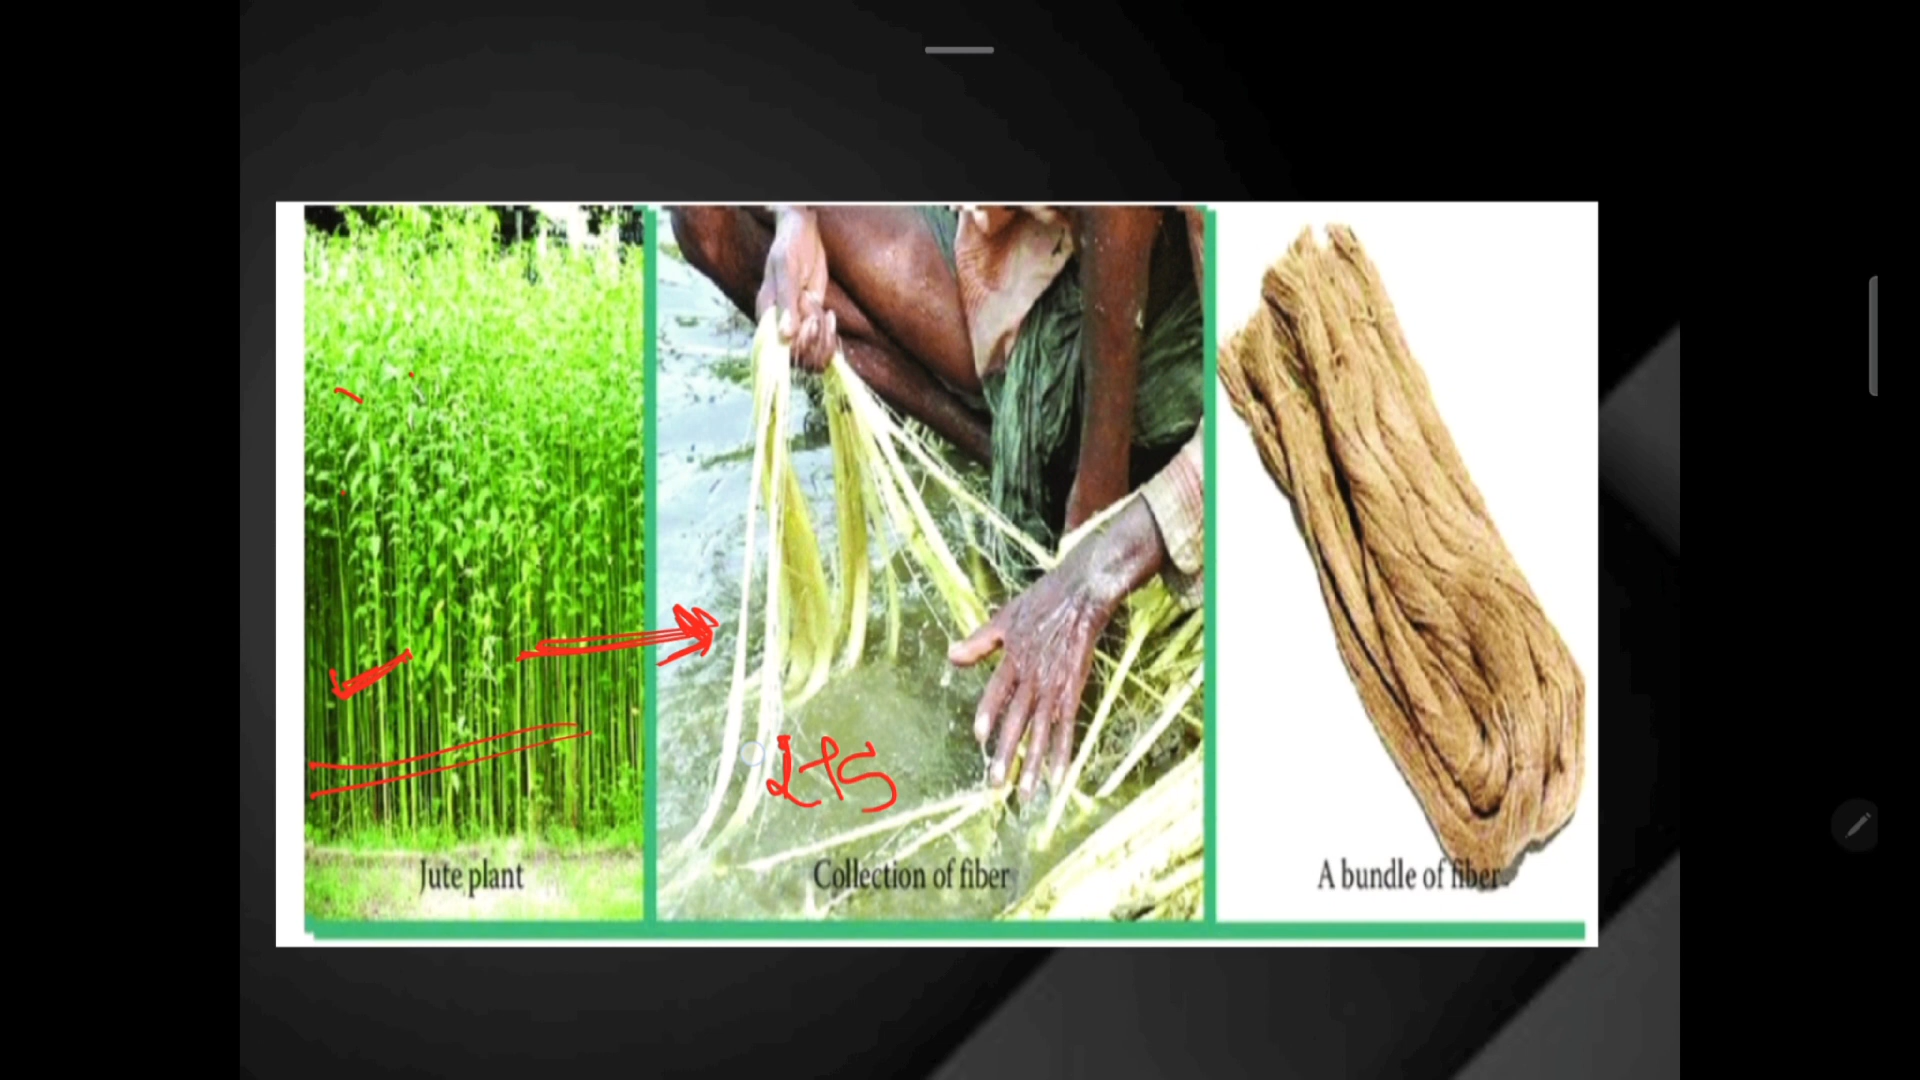 Jute plant
Collection of fiber
A bundle of fiber